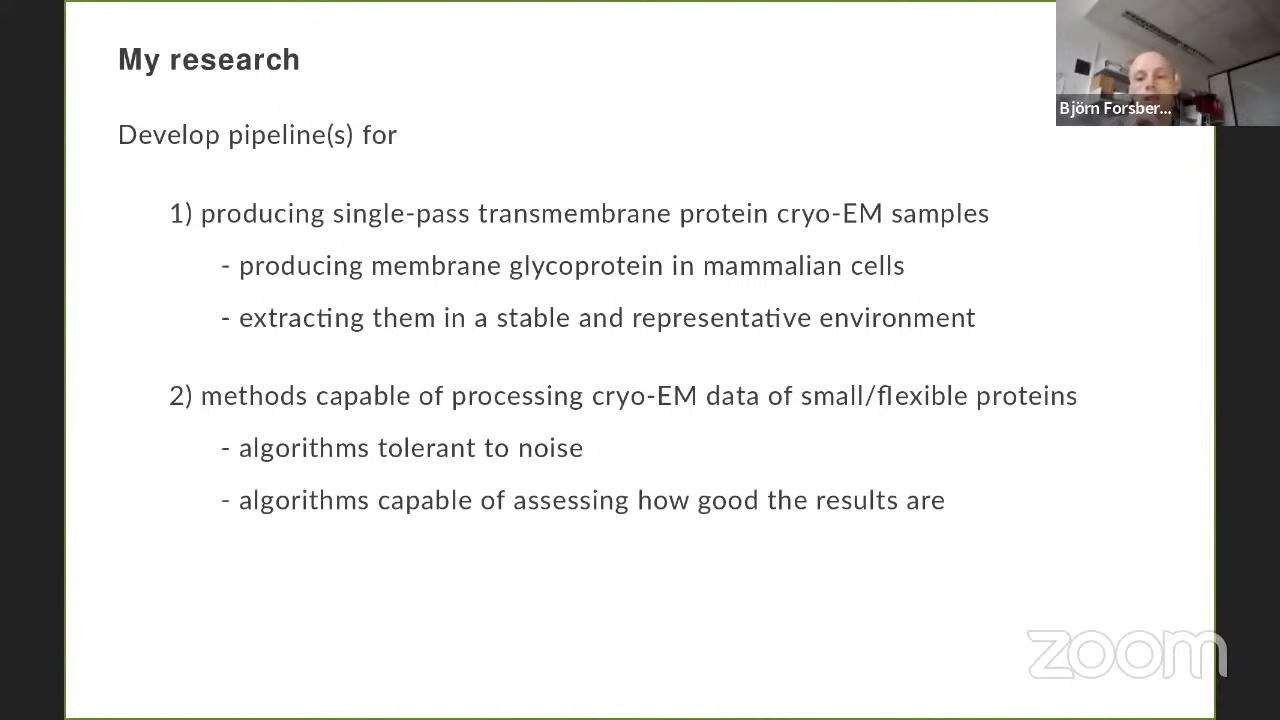 My research
Björn Forsber...
Develop pipeline(s) for
1) producing single-pass transmembrane protein cryo-EM samples
- producing membrane glycoprotein in mammalian cells
- extracting them in a stable and representative environment
2) methods capable of processing cryo-EM data of small/flexible proteins
- algorithms tolerant to noise
- algorithms capable of assessing how good the results are
zoom